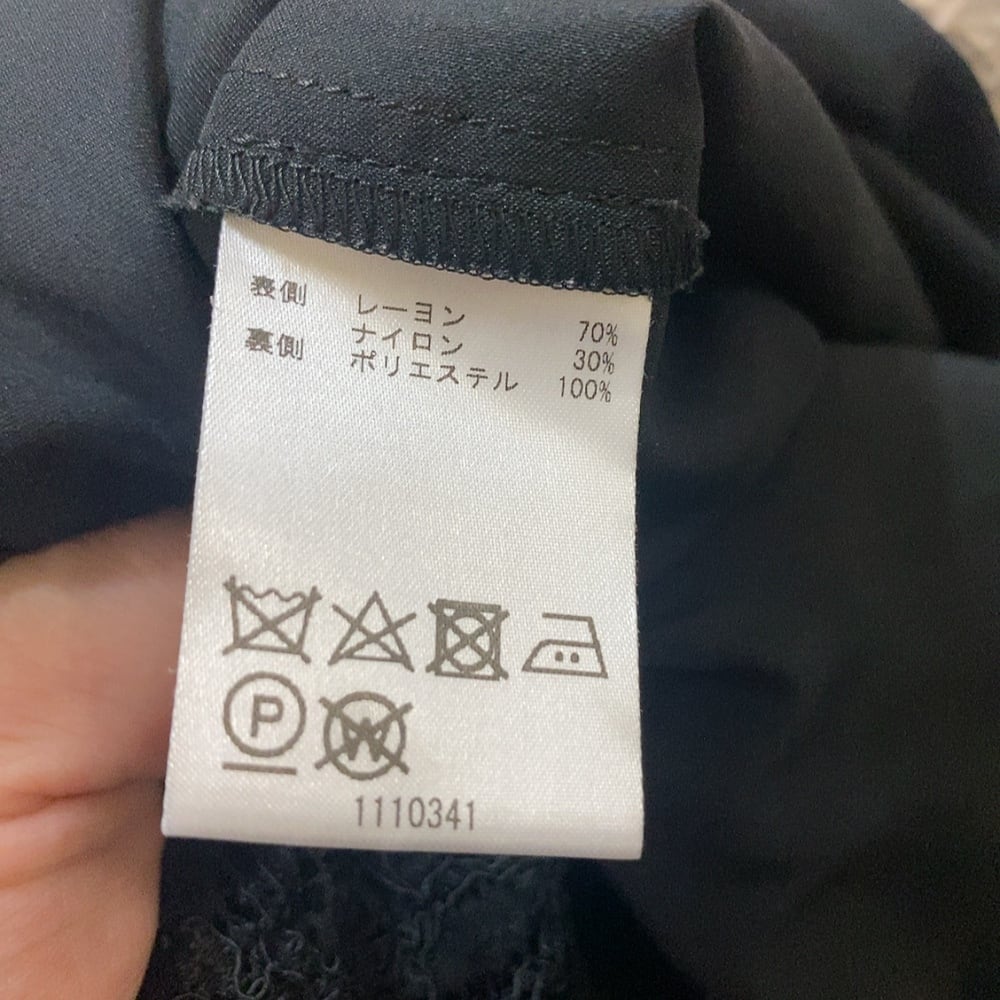 表側 レーヨン 70%
ナイロン 30%
裏側 ポリエステル 100%
P W
1110341